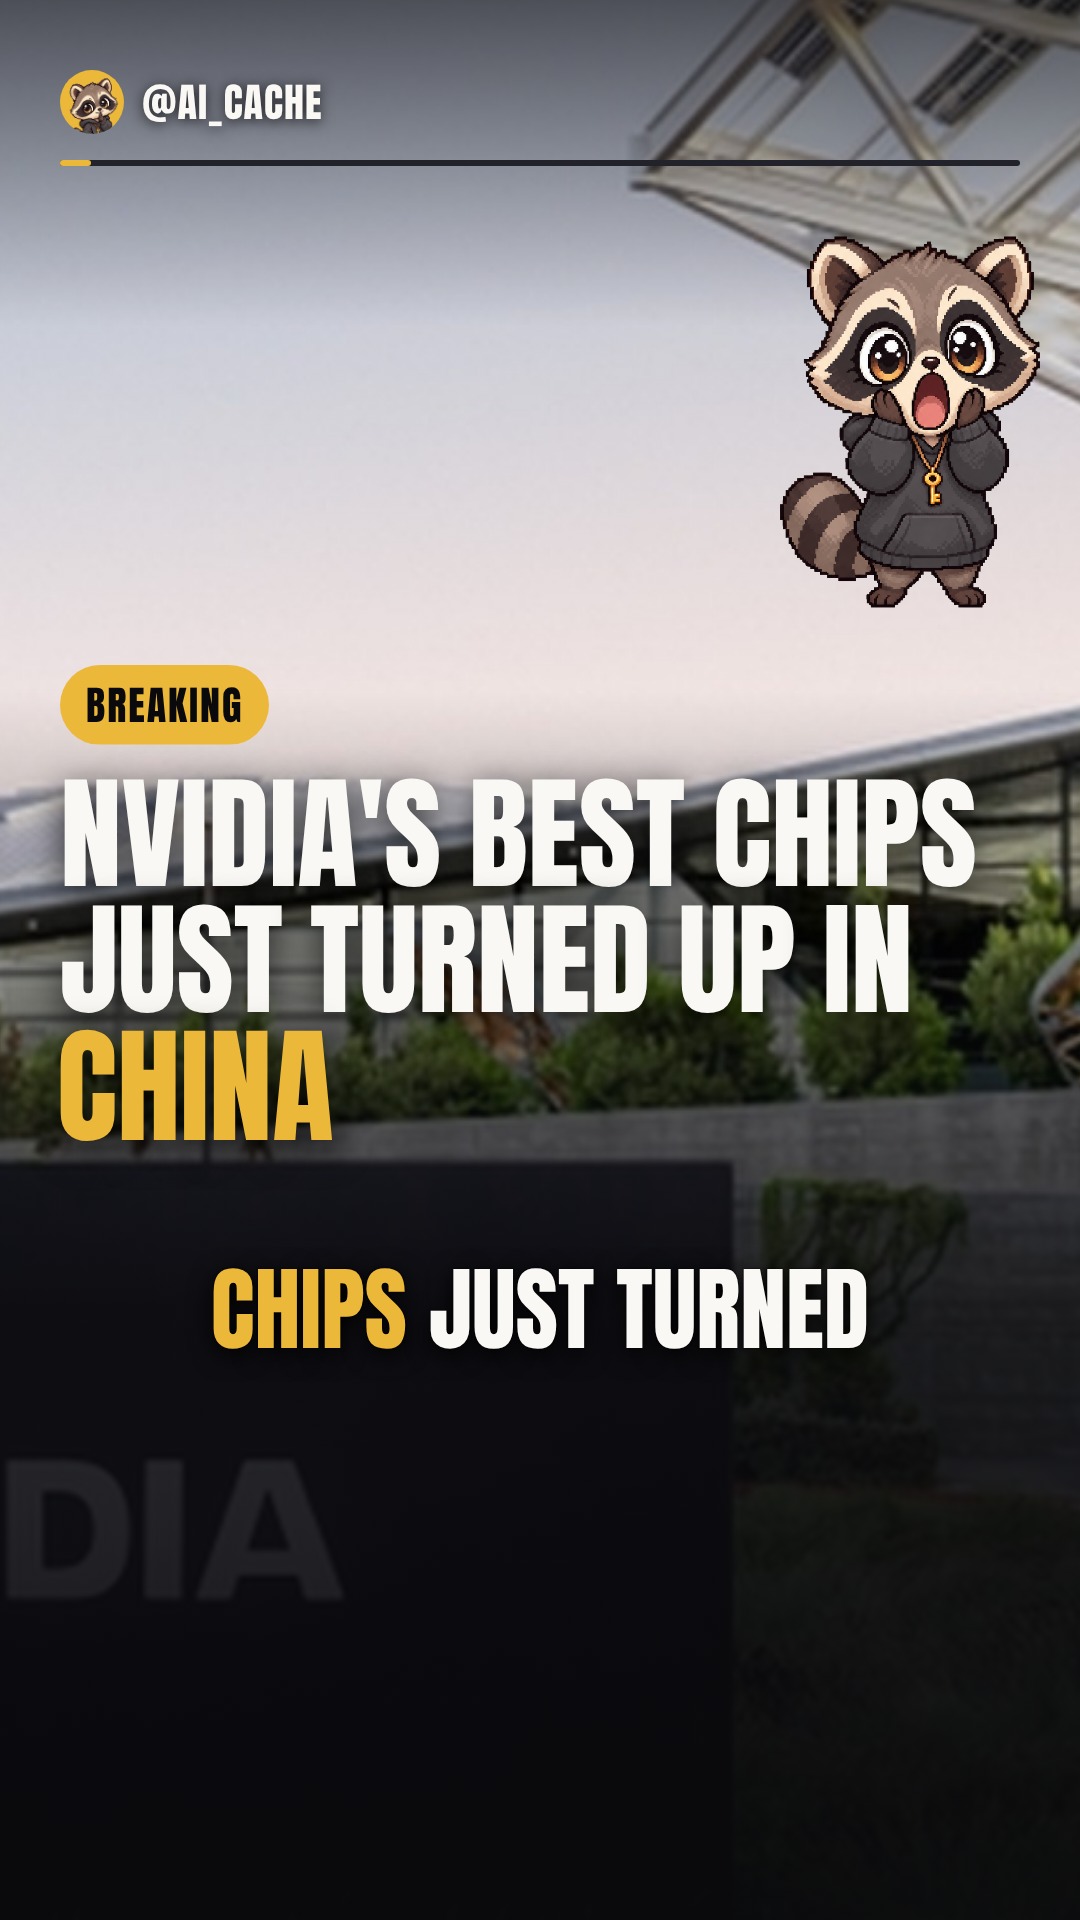 @AI_CACHE
BREAKING
NVIDIA'S BEST CHIPS
JUST TURNED UP IN
CHINA
CHIPS JUST TURNED
DIA